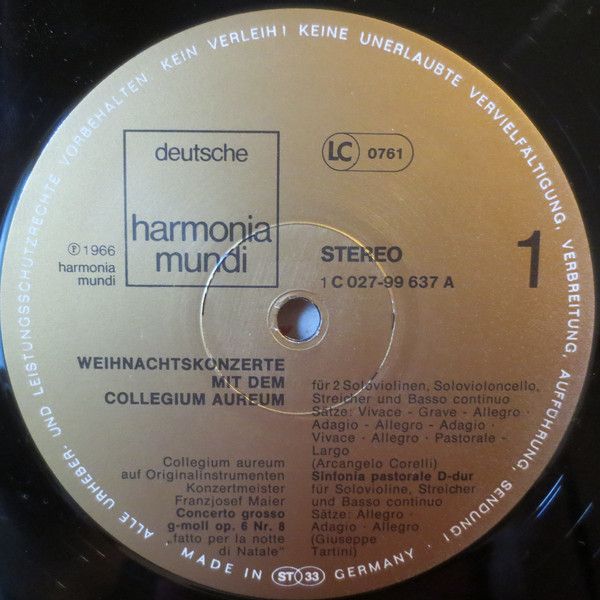 ALLE URHEBER- UND LEISTUNGSSCHUTZRECHTE VORBEHALTEN. KEIN VERLEIH! KEINE UNERLAUBTE VERVIELFÄLTIGUNG, VERBREITUNG, AUFFÜHRUNG, SENDUNG!
deutsche
harmonia
mundi
LC 0761
℗ 1966
harmonia
mundi
STEREO
1 C 027-99 637 A
1
WEIHNACHTSKONZERTE
MIT DEM
COLLEGIUM AUREUM
Collegium aureum
auf Originalinstrumenten
Konzertmeister
Franzjosef Maier
Concerto grosso
g-moll op. 6 Nr. 8
„fatto per la notte
di Natale"
für 2 Soloviolinen, Solovioloncello,
Streicher und Basso continuo
Sätze: Vivace - Grave - Allegro ·
Adagio - Allegro - Adagio -
Vivace · Allegro · Pastorale -
Largo
(Arcangelo Corelli)
Sinfonia pastorale D-dur
für Solovioline, Streicher
und Basso continuo
Sätze: Allegro -
Adagio · Allegro
(Giuseppe
Tartini)
· MADE IN ST 33 GERMANY ·